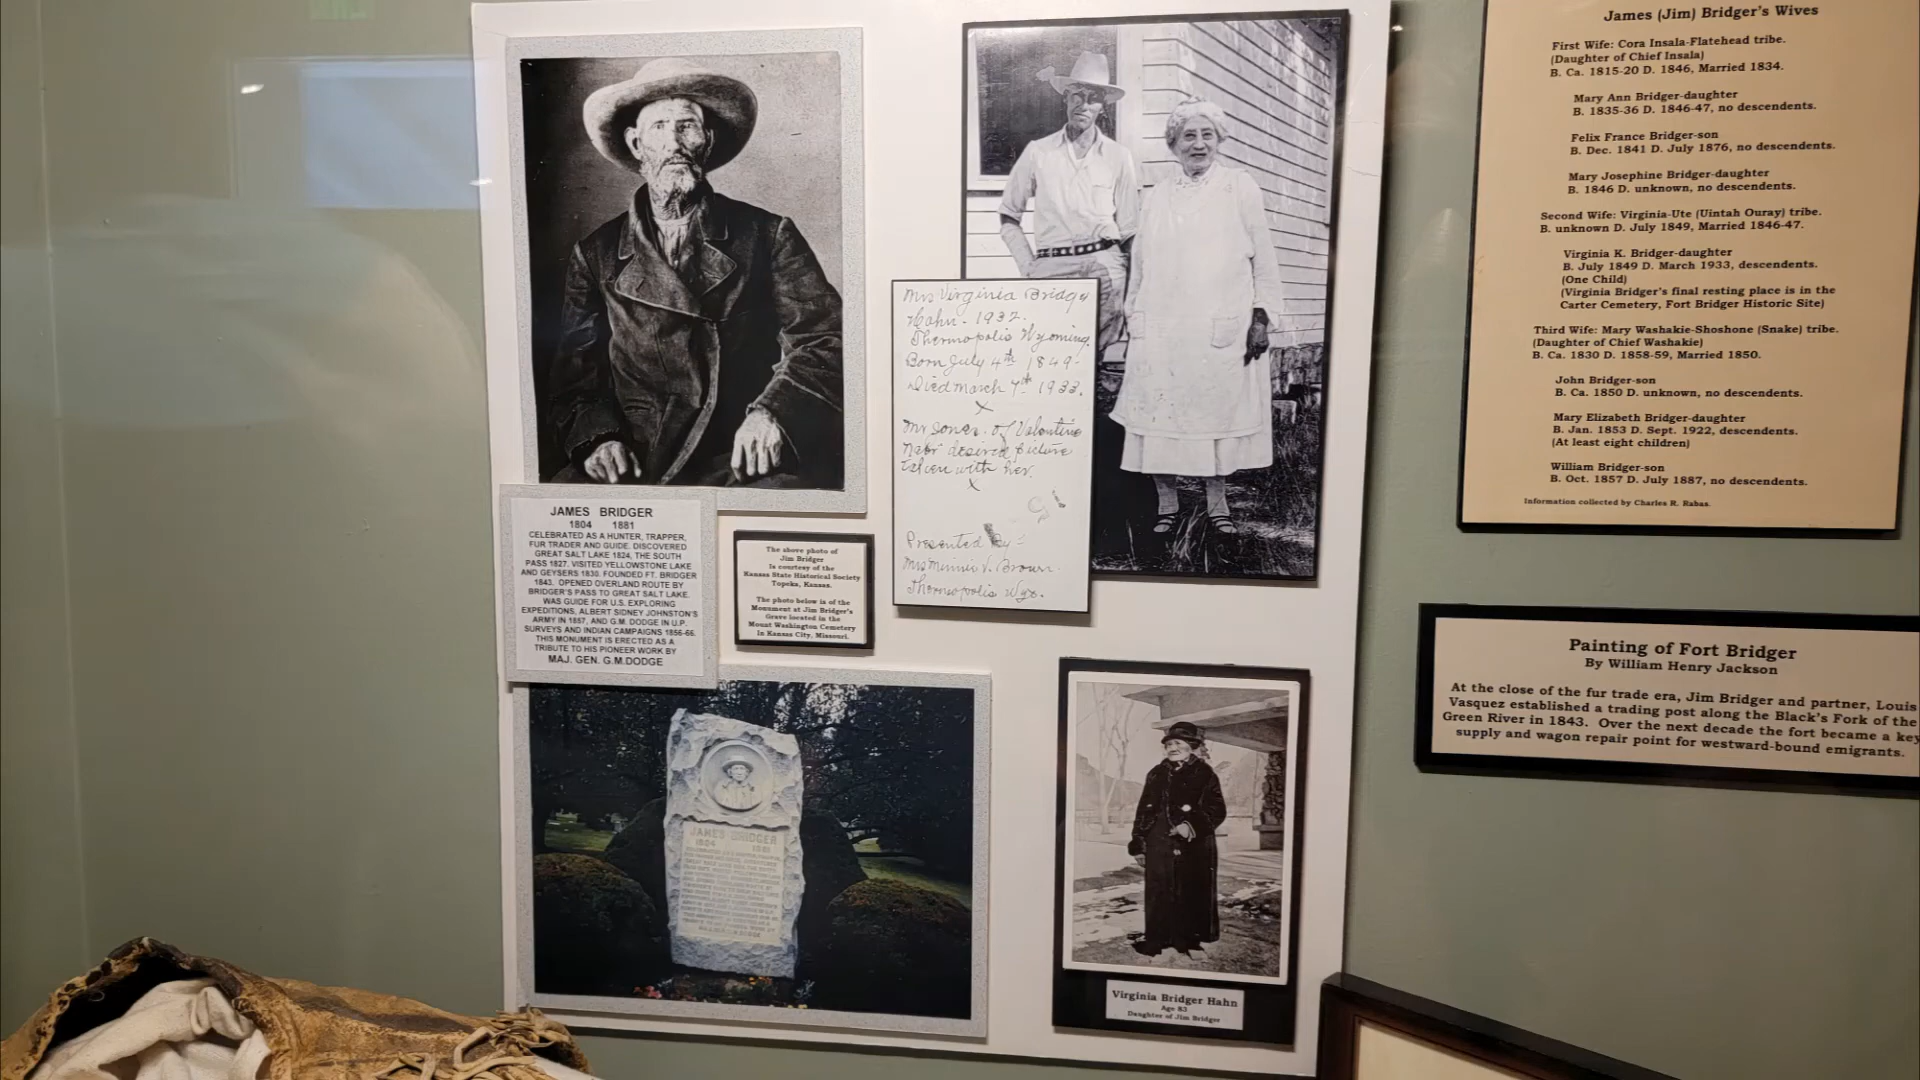 JAMES BRIDGER
1804 1881
CELEBRATED AS A HUNTER, TRAPPER,
FUR TRADER AND GUIDE. DISCOVERED
GREAT SALT LAKE 1824, THE SOUTH
PASS 1827. VISITED YELLOWSTONE LAKE
AND GEYSERS 1830. FOUNDED FT. BRIDGER
1843. OPENED OVERLAND ROUTE BY
BRIDGER'S PASS TO GREAT SALT LAKE.
WAS GUIDE FOR U.S. EXPLORING
EXPEDITIONS, ALBERT SIDNEY JOHNSTON'S
ARMY IN 1857, AND G.M. DODGE IN U.P.
SURVEYS AND INDIAN CAMPAIGNS 1856-66.
THIS MONUMENT IS ERECTED AS A
TRIBUTE TO HIS PIONEER WORK BY
MAJ. GEN. G.M.DODGE
The above photo of
Jim Bridger
Is courtesy of the
Kansas State Historical Society
Topeka, Kansas.
The photo below is of the
Monument at Jim Bridger's
Grave located in the
Mount Washington Cemetery
In Kansas City, Missouri.
JAMES BRIDGER
1804 1881
Mrs Virginia Bridger
Hahn - 1932.
Thermopolis Wyoming.
Born July 4th 1849-
Died March 7th 1933.
X
Mr Jones. of Valentine
Nebr desired picture
taken with her.
X
Presented By -
Mrs V. Brown.
Thermopolis Wyo.
Virginia Bridger Hahn
Age 83
Daughter of Jim Bridger
James (Jim) Bridger's Wives
First Wife: Cora Insala-Flathead tribe.
(Daughter of Chief Insala)
B. Ca. 1815-20 D. 1846, Married 1834.
Mary Ann Bridger-daughter
B. 1835-36 D. 1846-47, no descendents.
Felix France Bridger-son
B. Dec. 1841 D. July 1876, no descendents.
Mary Josephine Bridger-daughter
B. 1846 D. unknown, no descendents.
Second Wife: Virginia-Ute (Uintah Ouray) tribe.
B. unknown D. July 1849, Married 1846-47.
Virginia K. Bridger-daughter
B. July 1849 D. March 1933, descendents.
(One Child)
(Virginia Bridger's final resting place is in the
Carter Cemetery, Fort Bridger Historic Site)
Third Wife: Mary Washakie-Shoshone (Snake) tribe.
(Daughter of Chief Washakie)
B. Ca. 1830 D. 1858-59, Married 1850.
John Bridger-son
B. Ca. 1850 D. unknown, no descendents.
Mary Elizabeth Bridger-daughter
B. Jan. 1853 D. Sept. 1922, descendents.
(At least eight children)
William Bridger-son
B. Oct. 1857 D. July 1887, no descendents.
Information collected by Charles R. Rabas.
Painting of Fort Bridger
By William Henry Jackson
At the close of the fur trade era, Jim Bridger and partner, Louis
Vasquez established a trading post along the Black's Fork of the
Green River in 1843. Over the next decade the fort became a key
supply and wagon repair point for westward-bound emigrants.